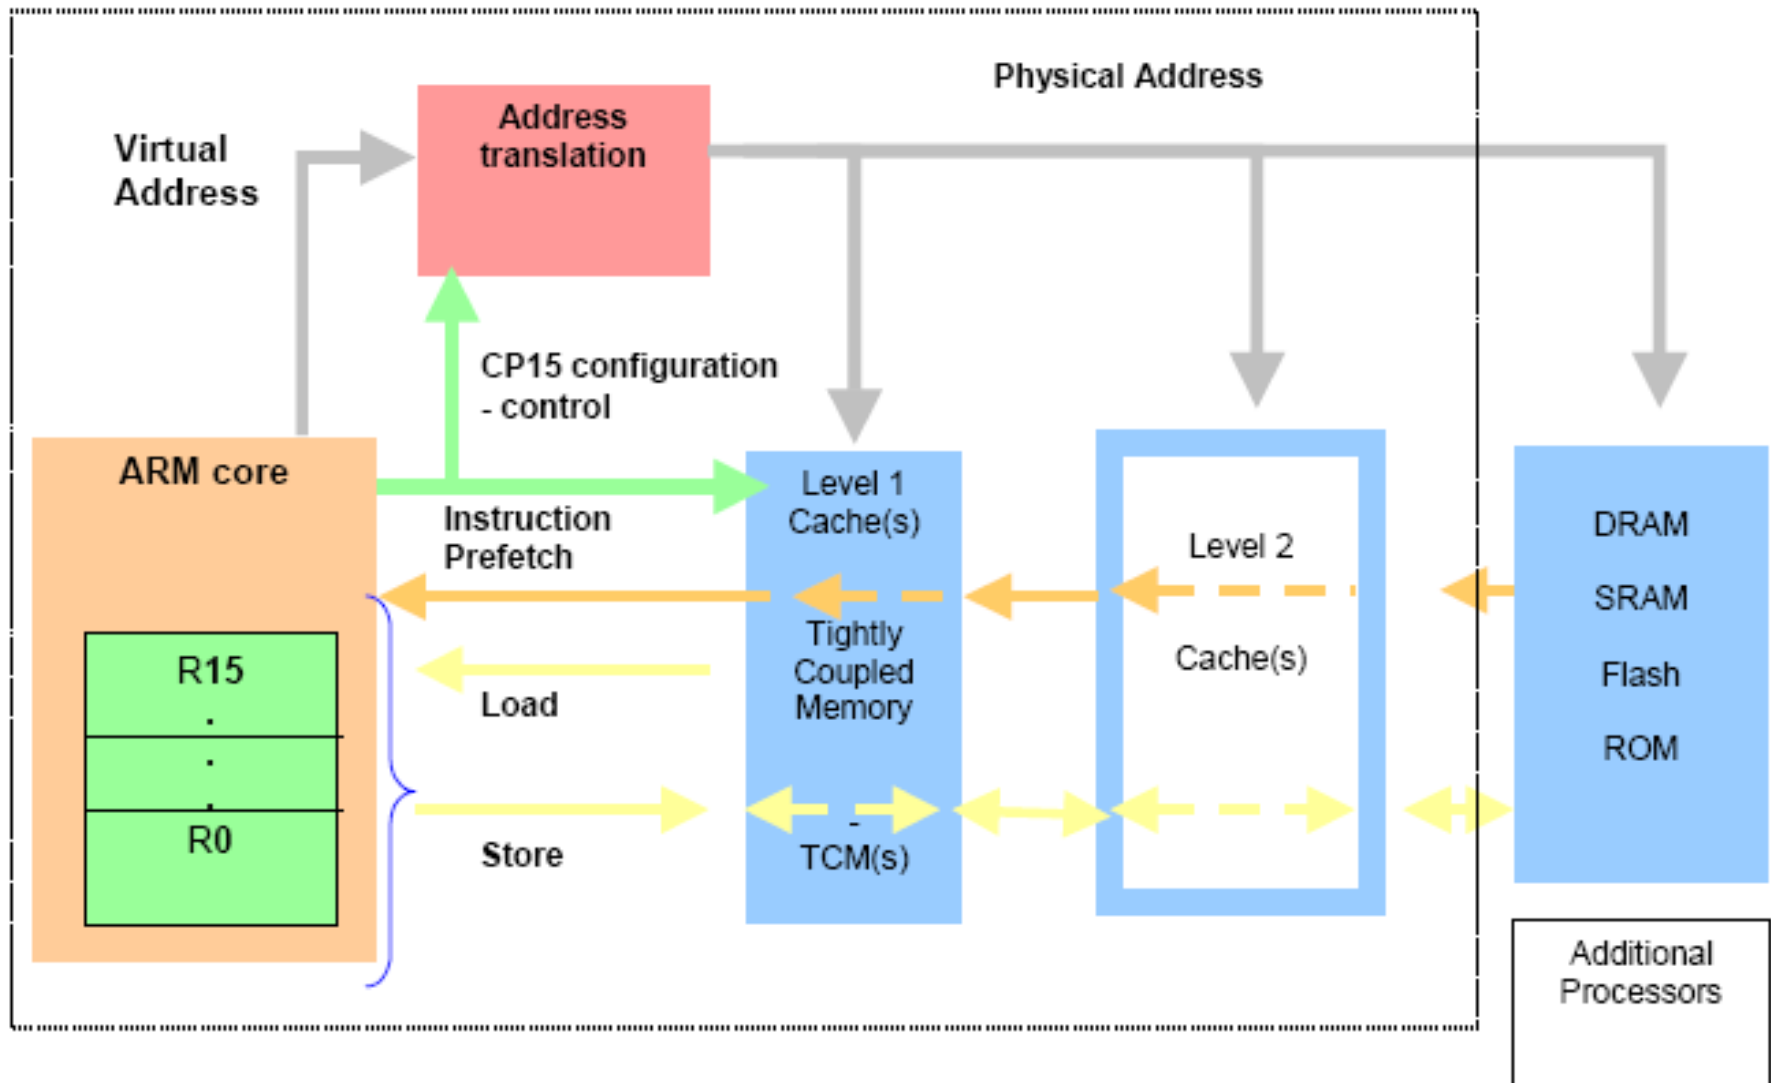 Physical Address
Address
translation
Virtual
Address
CP15 configuration
- control
ARM core
Instruction
Prefetch
R15
.
.
.
R0
Load
Store
Level 1
Cache(s)
Tightly
Coupled
Memory
-
TCM(s)
Level 2
Cache(s)
DRAM
SRAM
Flash
ROM
Additional
Processors